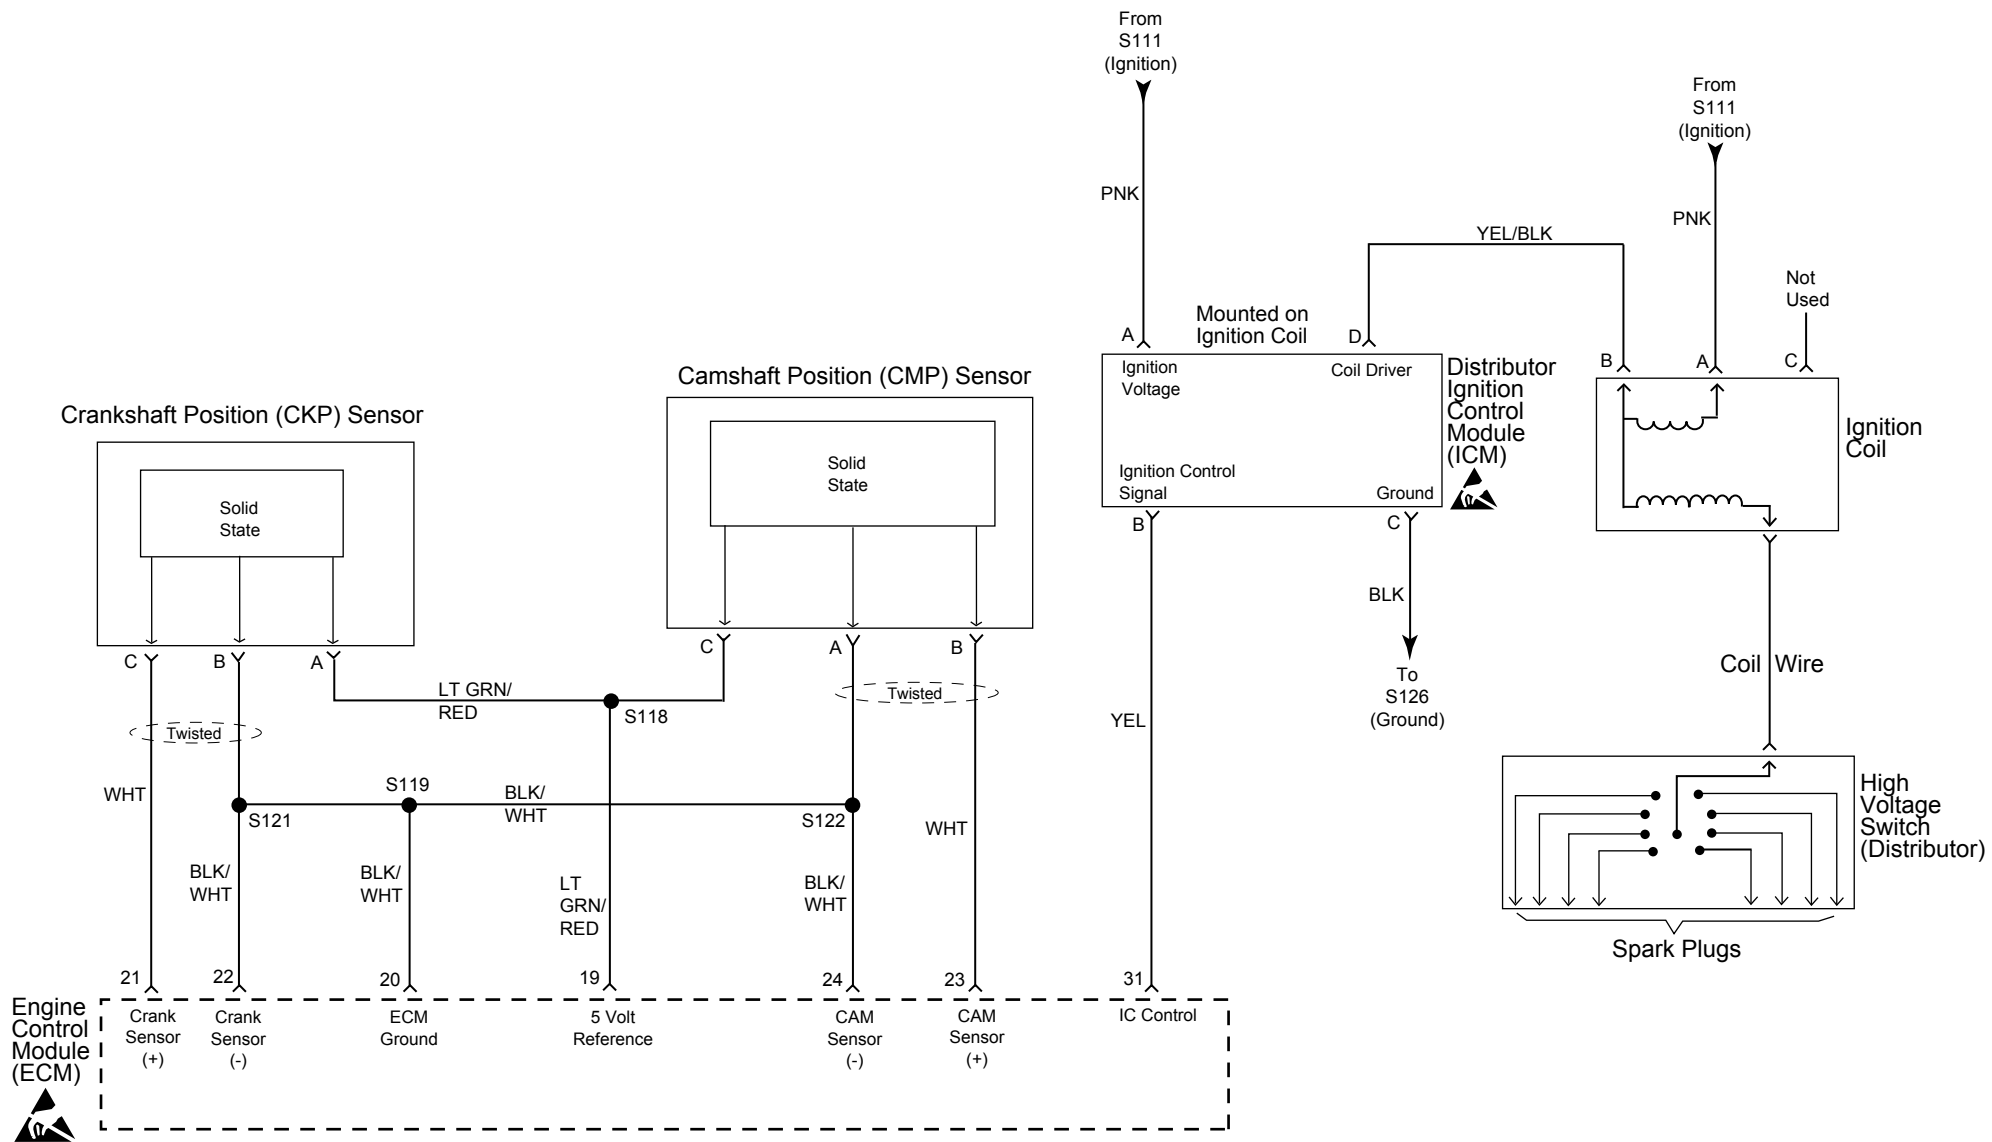 From
S111
(Ignition)
From
S111
(Ignition)
PNK
PNK
YEL/BLK
Not
Used
Mounted on
Ignition Coil
A
D
B
A
C
Ignition
Voltage
Coil Driver
Distributor
Ignition
Control
Module
(ICM)
Ignition Control
Signal
Ground
Ignition
Coil
B
C
BLK
To
S126
(Ground)
YEL
Coil Wire
High
Voltage
Switch
(Distributor)
Spark Plugs
Camshaft Position (CMP) Sensor
Solid
State
C
A
B
Twisted
Crankshaft Position (CKP) Sensor
Solid
State
C
B
A
Twisted
LT GRN/
RED
S118
WHT
S121
S119
BLK/
WHT
S122
WHT
BLK/
WHT
BLK/
WHT
LT
GRN/
RED
BLK/
WHT
21
22
20
19
24
23
31
Engine
Control
Module
(ECM)
Crank
Sensor
(+)
Crank
Sensor
(-)
ECM
Ground
5 Volt
Reference
CAM
Sensor
(-)
CAM
Sensor
(+)
IC Control